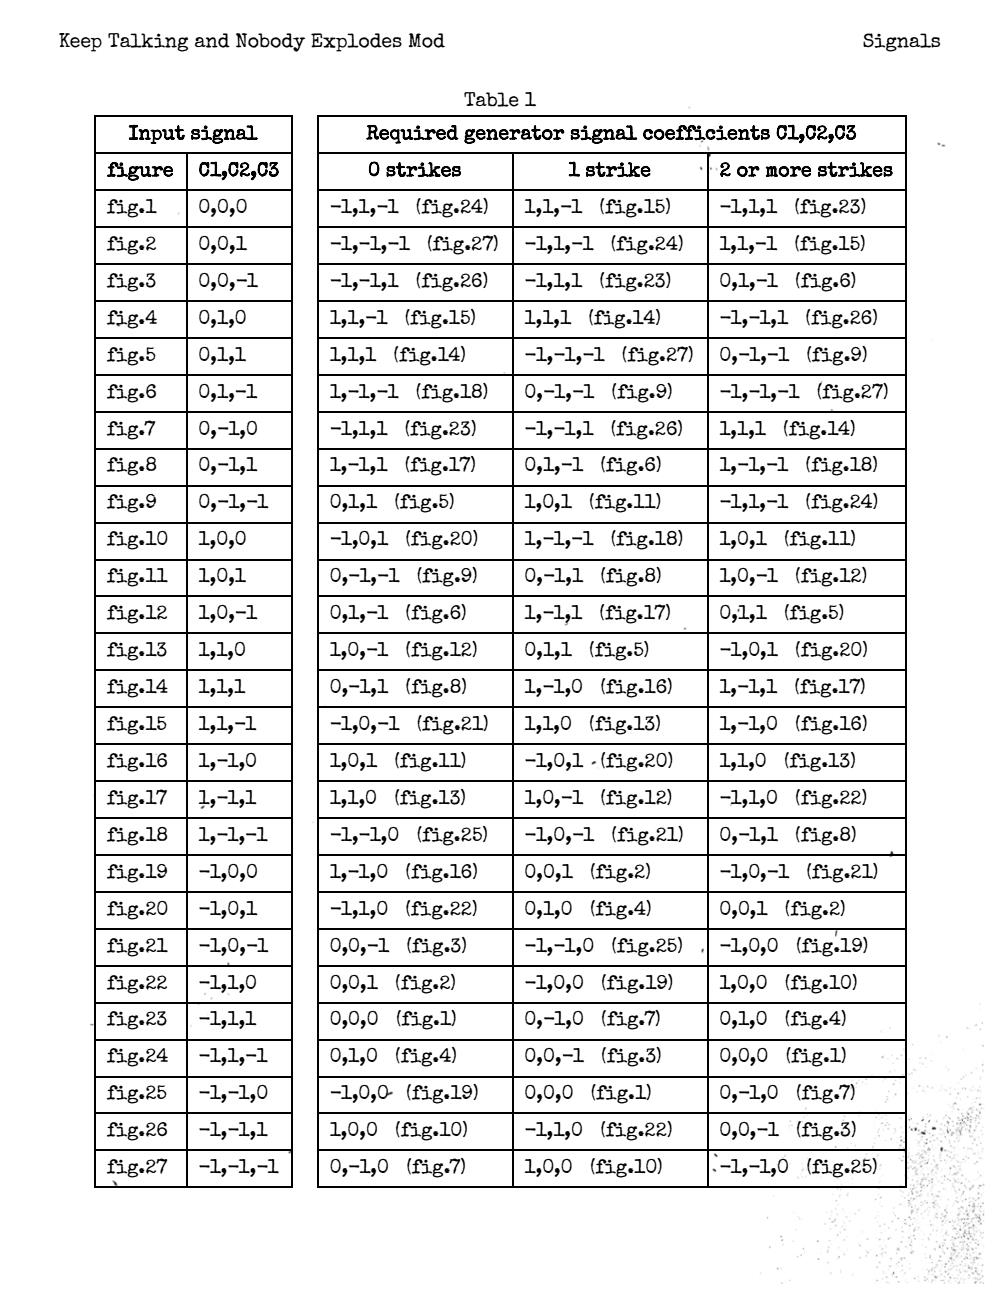 Keep Talking and Nobody Explodes Mod Signals
Table 1
Input signal Required generator signal coefficients C1,C2,C3
figure C1,C2,C3 0 strikes 1 strike 2 or more strikes
fig.1 0,0,0 -1,1,-1 (fig.24) 1,1,-1 (fig.15) -1,1,1 (fig.23)
fig.2 0,0,1 -1,-1,-1 (fig.27) -1,1,-1 (fig.24) 1,1,-1 (fig.15)
fig.3 0,0,-1 -1,-1,1 (fig.26) -1,1,1 (fig.23) 0,1,-1 (fig.6)
fig.4 0,1,0 1,1,-1 (fig.15) 1,1,1 (fig.14) -1,-1,1 (fig.26)
fig.5 0,1,1 1,1,1 (fig.14) -1,-1,-1 (fig.27) 0,-1,-1 (fig.9)
fig.6 0,1,-1 1,-1,-1 (fig.18) 0,-1,-1 (fig.9) -1,-1,-1 (fig.27)
fig.7 0,-1,0 -1,1,1 (fig.23) -1,-1,1 (fig.26) 1,1,1 (fig.14)
fig.8 0,-1,1 1,-1,1 (fig.17) 0,1,-1 (fig.6) 1,-1,-1 (fig.18)
fig.9 0,-1,-1 0,1,1 (fig.5) 1,0,1 (fig.11) -1,1,-1 (fig.24)
fig.10 1,0,0 -1,0,1 (fig.20) 1,-1,-1 (fig.18) 1,0,1 (fig.11)
fig.11 1,0,1 0,-1,-1 (fig.9) 0,-1,1 (fig.8) 1,0,-1 (fig.12)
fig.12 1,0,-1 0,1,-1 (fig.6) 1,-1,1 (fig.17) 0,1,1 (fig.5)
fig.13 1,1,0 1,0,-1 (fig.12) 0,1,1 (fig.5) -1,0,1 (fig.20)
fig.14 1,1,1 0,-1,1 (fig.8) 1,-1,0 (fig.16) 1,-1,1 (fig.17)
fig.15 1,1,-1 -1,0,-1 (fig.21) 1,1,0 (fig.13) 1,-1,0 (fig.16)
fig.16 1,-1,0 1,0,1 (fig.11) -1,0,1 (fig.20) 1,1,0 (fig.13)
fig.17 1,-1,1 1,1,0 (fig.13) 1,0,-1 (fig.12) -1,1,0 (fig.22)
fig.18 1,-1,-1 -1,-1,0 (fig.25) -1,0,-1 (fig.21) 0,-1,1 (fig.8)
fig.19 -1,0,0 1,-1,0 (fig.16) 0,0,1 (fig.2) -1,0,-1 (fig.21)
fig.20 -1,0,1 -1,1,0 (fig.22) 0,1,0 (fig.4) 0,0,1 (fig.2)
fig.21 -1,0,-1 0,0,-1 (fig.3) -1,-1,0 (fig.25) -1,0,0 (fig.19)
fig.22 -1,1,0 0,0,1 (fig.2) -1,0,0 (fig.19) 1,0,0 (fig.10)
fig.23 -1,1,1 0,0,0 (fig.1) 0,-1,0 (fig.7) 0,1,0 (fig.4)
fig.24 -1,1,-1 0,1,0 (fig.4) 0,0,-1 (fig.3) 0,0,0 (fig.1)
fig.25 -1,-1,0 -1,0,0 (fig.19) 0,0,0 (fig.1) 0,-1,0 (fig.7)
fig.26 -1,-1,1 1,0,0 (fig.10) -1,1,0 (fig.22) 0,0,-1 (fig.3)
fig.27 -1,-1,-1 0,-1,0 (fig.7) 1,0,0 (fig.10) -1,-1,0 (fig.25)